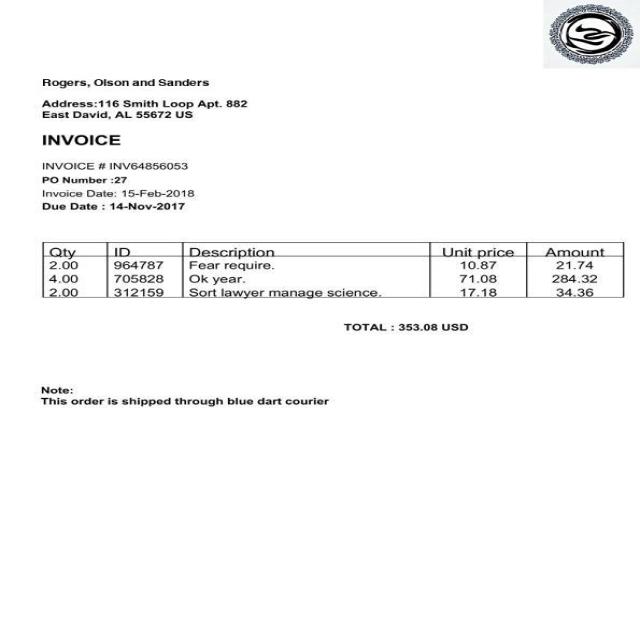 Rogers, Olson and Sanders
Address:116 Smith Loop Apt. 882
East David, AL 55672 US
INVOICE
INVOICE # INV64856053
PO Number :27
Invoice Date: 15-Feb-2018
Due Date : 14-Nov-2017
Qty ID Description Unit price Amount
2.00 964787 Fear require. 10.87 21.74
4.00 705828 Ok year. 71.08 284.32
2.00 312159 Sort lawyer manage science. 17.18 34.36
TOTAL : 353.08 USD
Note:
This order is shipped through blue dart courier